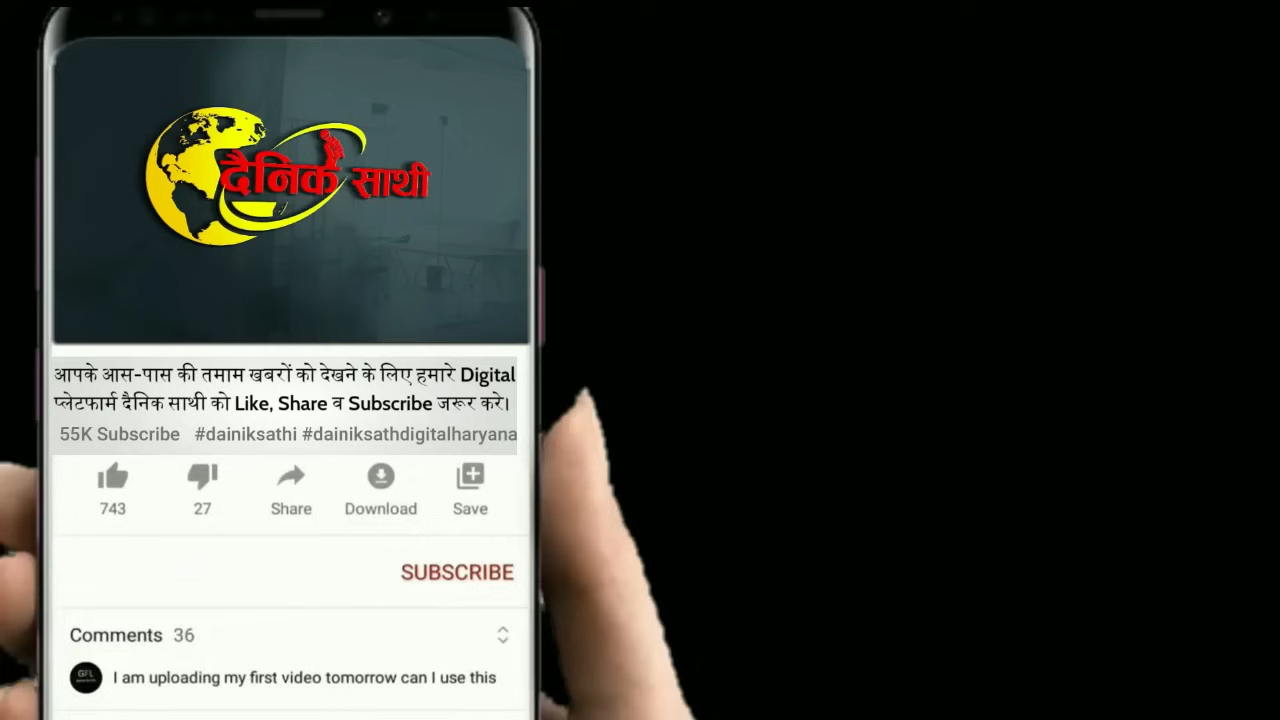 दैनिक साथी
आपके आस-पास की तमाम खबरों को देखने के लिए हमारे Digital
प्लेटफार्म दैनिक साथी को Like, Share व Subscribe जरूर करे।
55K Subscribe #dainiksathi #dainiksathdigitalharyana
743 27 Share Download Save
SUBSCRIBE
Comments 36
GFL
I am uploading my first video tomorrow can I use this